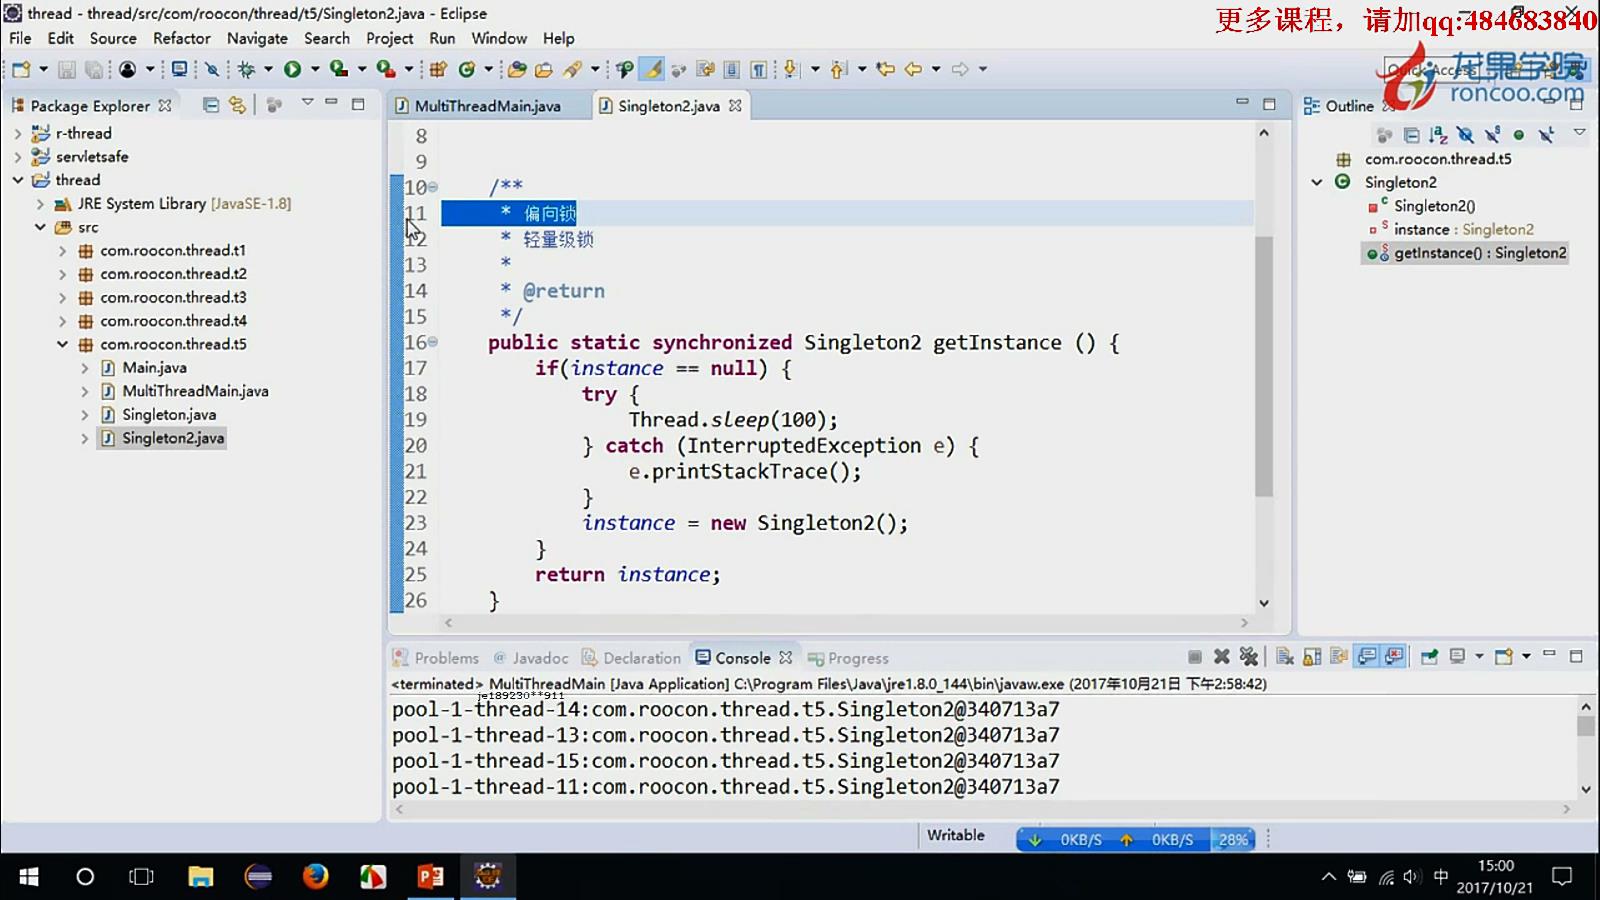 thread - thread/src/com/roocon/thread/t5/Singleton2.java - Eclipse
更多课程，请加qq:484683840
File Edit Source Refactor Navigate Search Project Run Window Help
Quick Access
龙果学院
roncoo.com
Package Explorer
MultiThreadMain.java
Singleton2.java
Outline
r-thread
servletsafe
thread
JRE System Library [JavaSE-1.8]
src
com.roocon.thread.t1
com.roocon.thread.t2
com.roocon.thread.t3
com.roocon.thread.t4
com.roocon.thread.t5
Main.java
MultiThreadMain.java
Singleton.java
Singleton2.java
8
9
10 /**
11 * 偏向锁
12 * 轻量级锁
13 *
14 * @return
15 */
16 public static synchronized Singleton2 getInstance () {
17 if(instance == null) {
18 try {
19 Thread.sleep(100);
20 } catch (InterruptedException e) {
21 e.printStackTrace();
22 }
23 instance = new Singleton2();
24 }
25 return instance;
26 }
com.roocon.thread.t5
Singleton2
Singleton2()
instance : Singleton2
getInstance() : Singleton2
Problems Javadoc Declaration Console Progress
<terminated> MultiThreadMain [Java Application] C:\Program Files\Java\jre1.8.0_144\bin\javaw.exe (2017年10月21日 下午2:58:42)
je189230**911
pool-1-thread-14:com.roocon.thread.t5.Singleton2@340713a7
pool-1-thread-13:com.roocon.thread.t5.Singleton2@340713a7
pool-1-thread-15:com.roocon.thread.t5.Singleton2@340713a7
pool-1-thread-11:com.roocon.thread.t5.Singleton2@340713a7
Writable
0KB/S 0KB/S 28%
中
15:00
2017/10/21